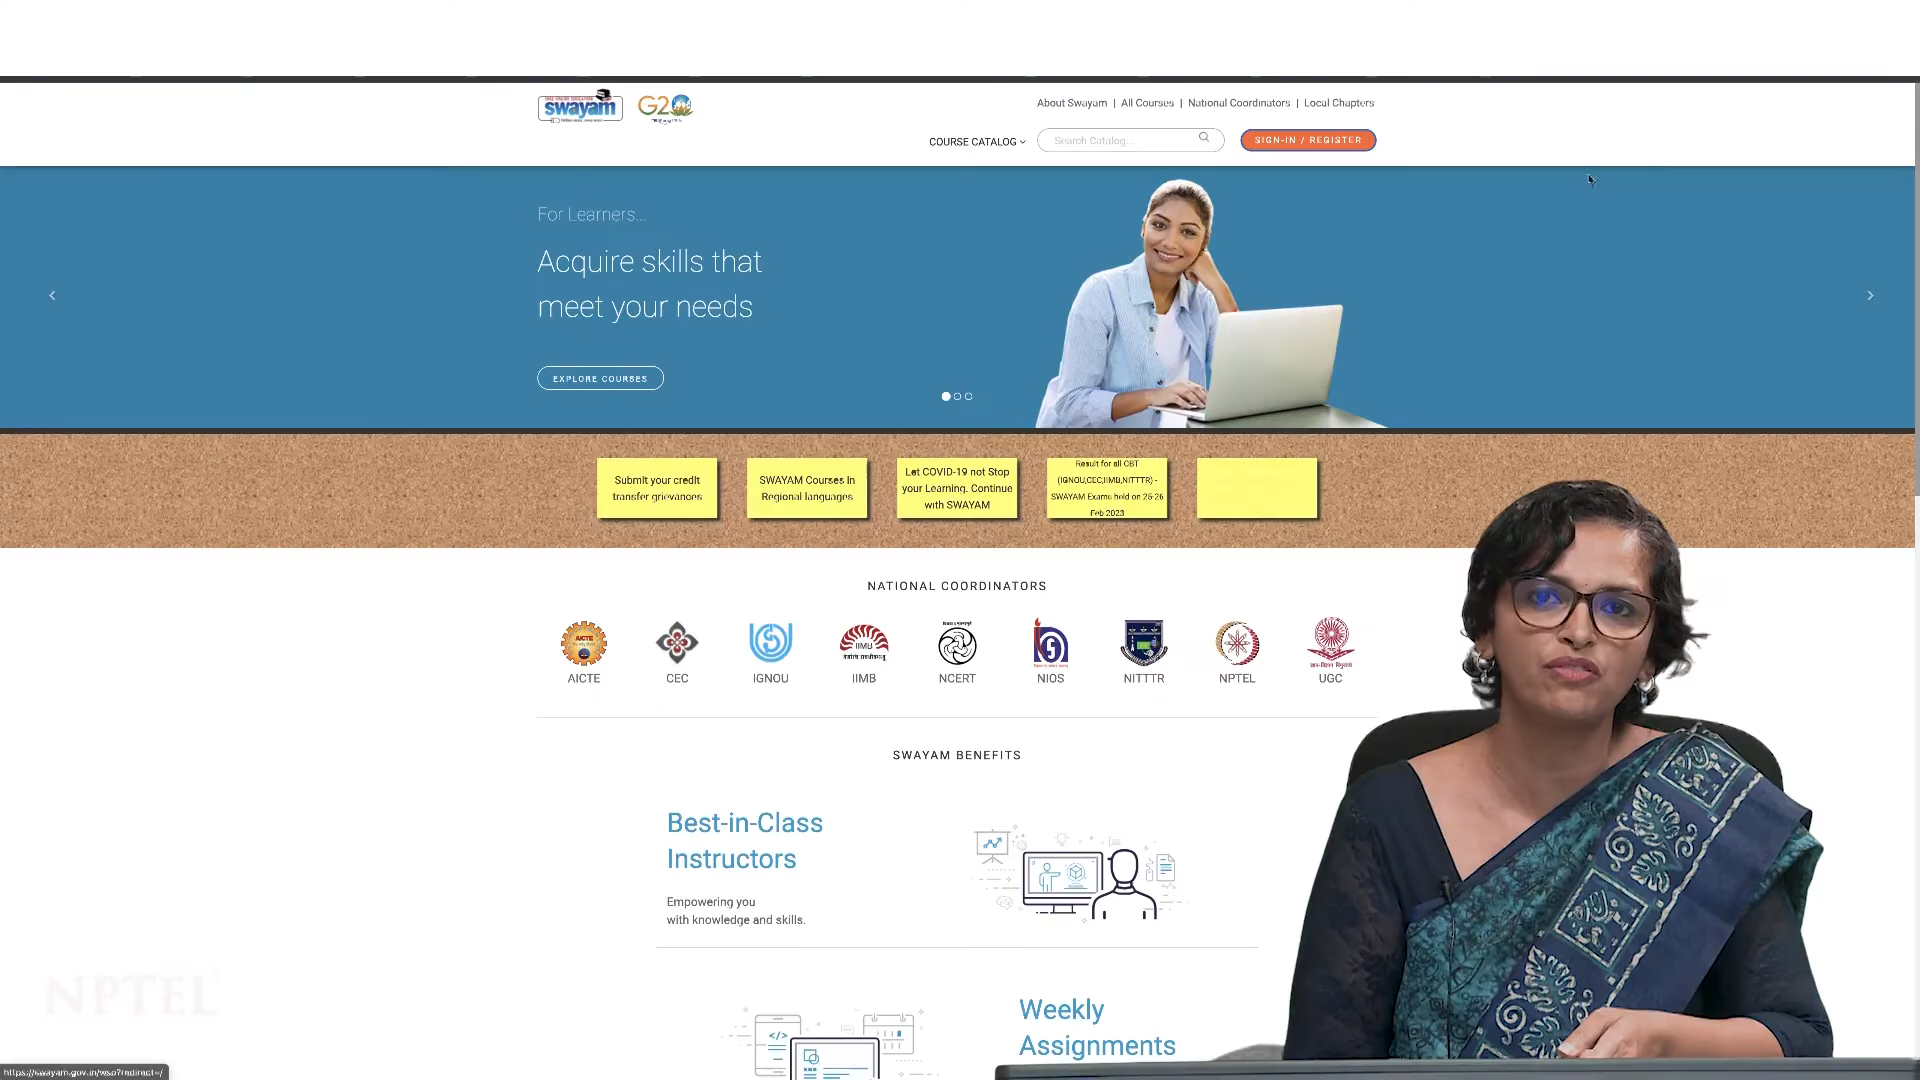 swayam
G20
About Swayam | All Courses | National Coordinators | Local Chapters
COURSE CATALOG
Search Catalog...
SIGN-IN / REGISTER
For Learners...
Acquire skills that
meet your needs
EXPLORE COURSES
Submit your credit
transfer grievances
SWAYAM Courses in
Regional languages
Let COVID-19 not Stop
your Learning. Continue
with SWAYAM
Result for all CBT
(IGNOU,CEC,IIMB,NITTTR) -
SWAYAM Exams held on 25-26
Feb 2023
NATIONAL COORDINATORS
AICTE
IIMB
AICTE
CEC
IGNOU
IIMB
NCERT
NIOS
NITTTR
NPTEL
UGC
SWAYAM BENEFITS
Best-in-Class
Instructors
Empowering you
with knowledge and skills.
Weekly
Assignments
NPTEL
https://swayam.gov.in/wso?redirect=/